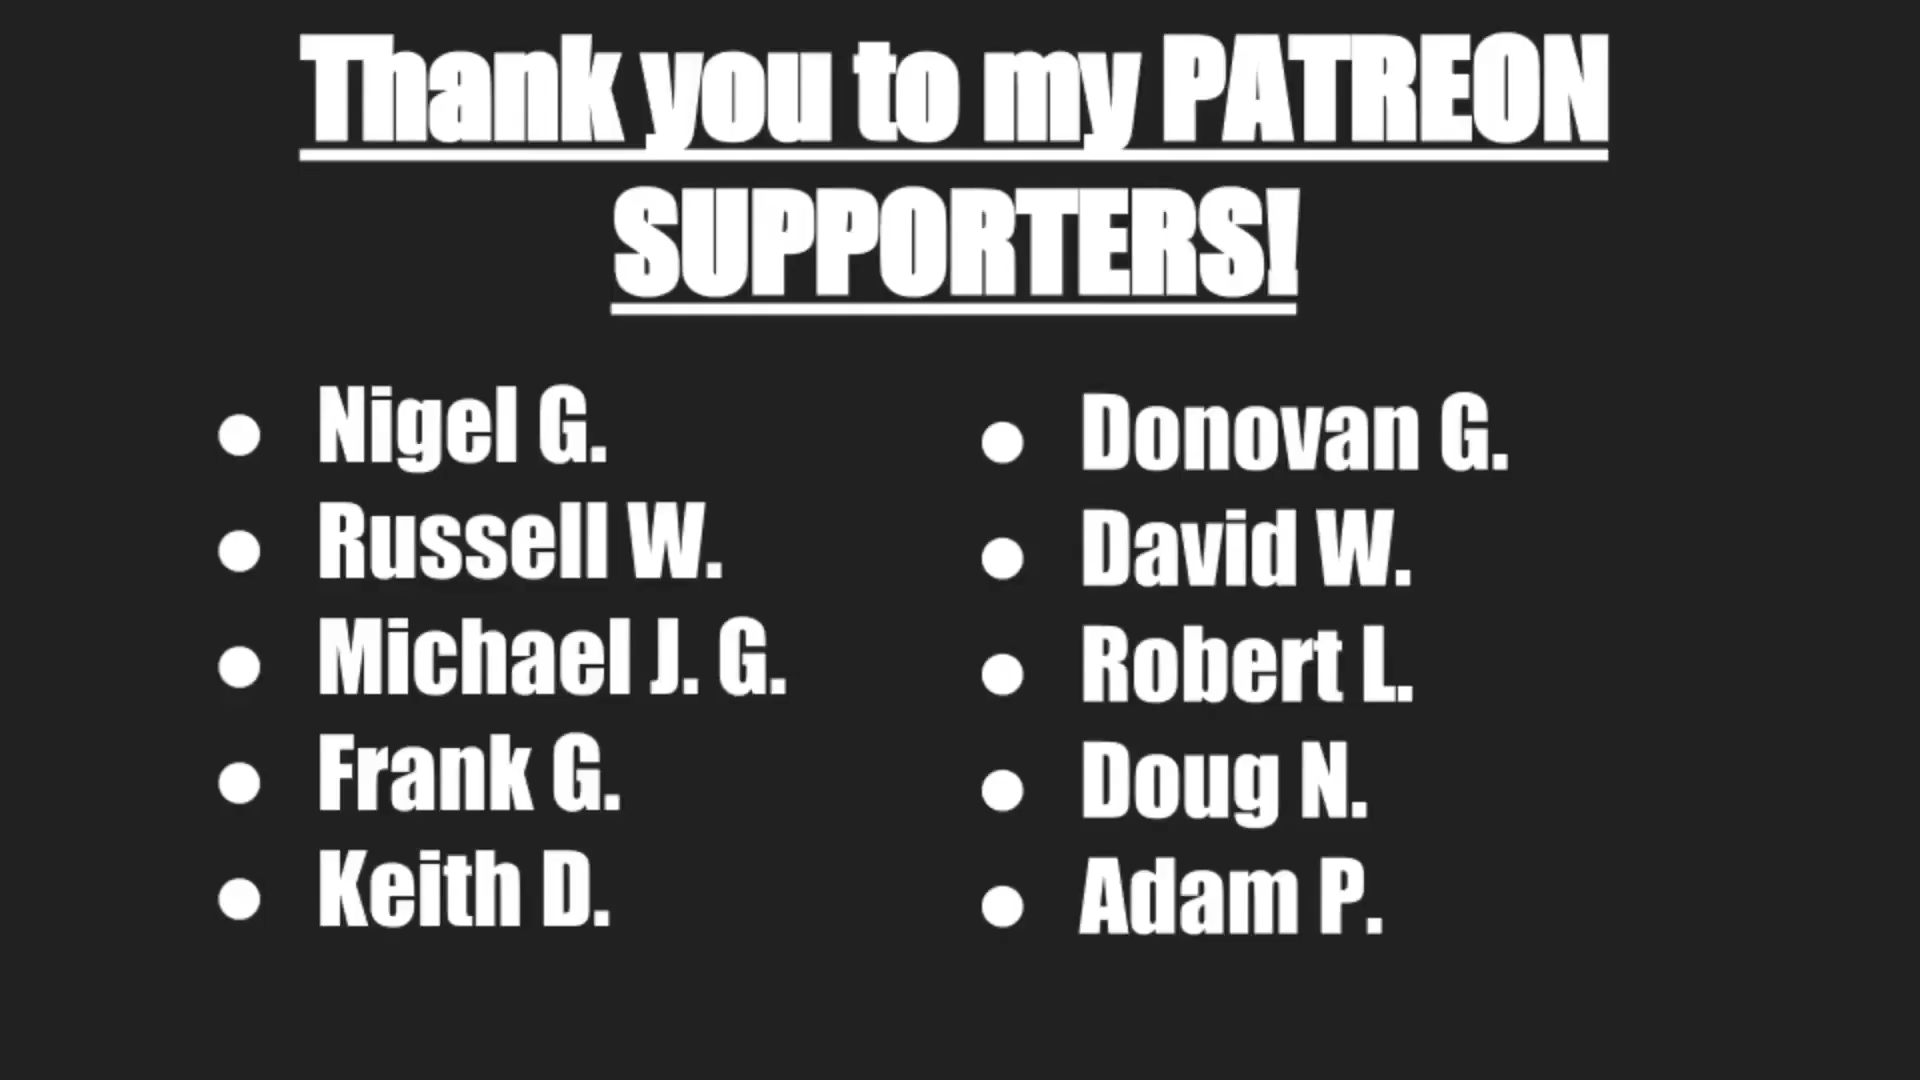 Thank you to my PATREON
SUPPORTERS!
● Nigel G.
● Russell W.
● Michael J. G.
● Frank G.
● Keith D.
● Donovan G.
● David W.
● Robert L.
● Doug N.
● Adam P.